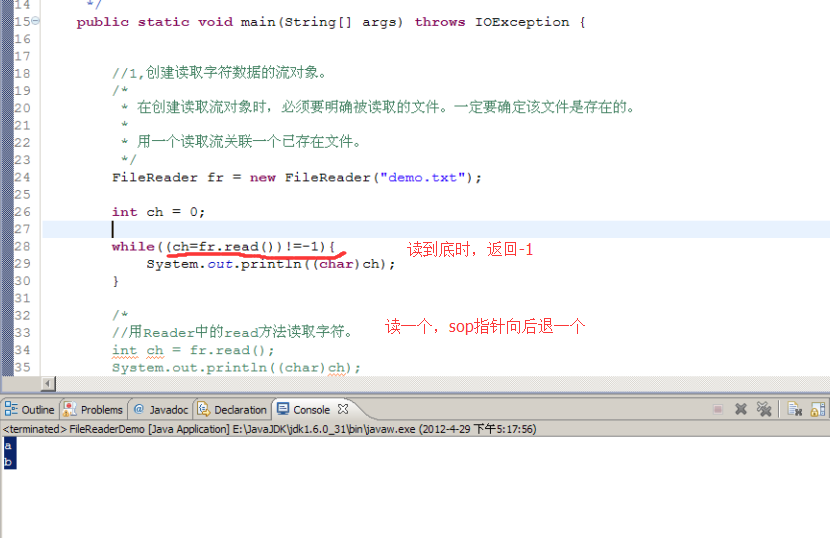 14 */
15 public static void main(String[] args) throws IOException {
16
17
18 //1,创建读取字符数据的流对象。
19 /*
20 * 在创建读取流对象时，必须要明确被读取的文件。一定要确定该文件是存在的。
21 *
22 * 用一个读取流关联一个已存在文件。
23 */
24 FileReader fr = new FileReader("demo.txt");
25
26 int ch = 0;
27
28 while((ch=fr.read())!=-1){ 读到底时，返回-1
29 System.out.println((char)ch);
30 }
31
32 /*
33 //用Reader中的read方法读取字符。 读一个，sop指针向后退一个
34 int ch = fr.read();
35 System.out.println((char)ch);
Outline Problems @ Javadoc Declaration Console
<terminated> FileReaderDemo [Java Application] E:\JavaJDK\jdk1.6.0_31\bin\javaw.exe (2012-4-29 下午5:17:56)
a
b